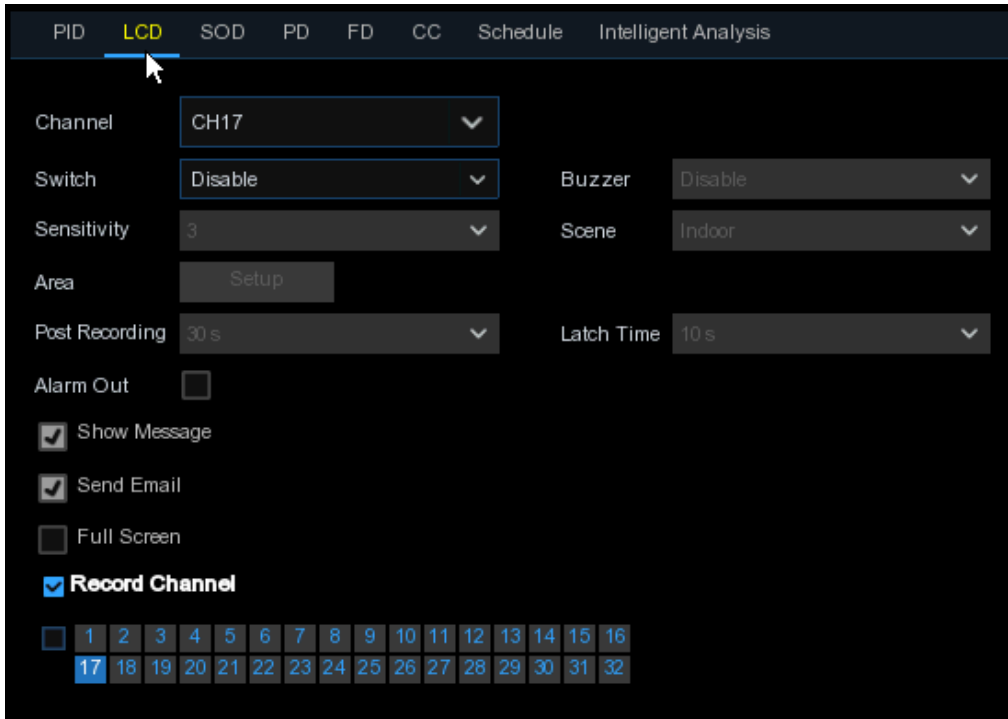 PID LCD SOD PD FD CC Schedule Intelligent Analysis
Channel CH17
Switch Disable Buzzer Disable
Sensitivity 3 Scene Indoor
Area Setup
Post Recording 30 s Latch Time 10 s
Alarm Out
Show Message
Send Email
Full Screen
Record Channel
1 2 3 4 5 6 7 8 9 10 11 12 13 14 15 16
17 18 19 20 21 22 23 24 25 26 27 28 29 30 31 32